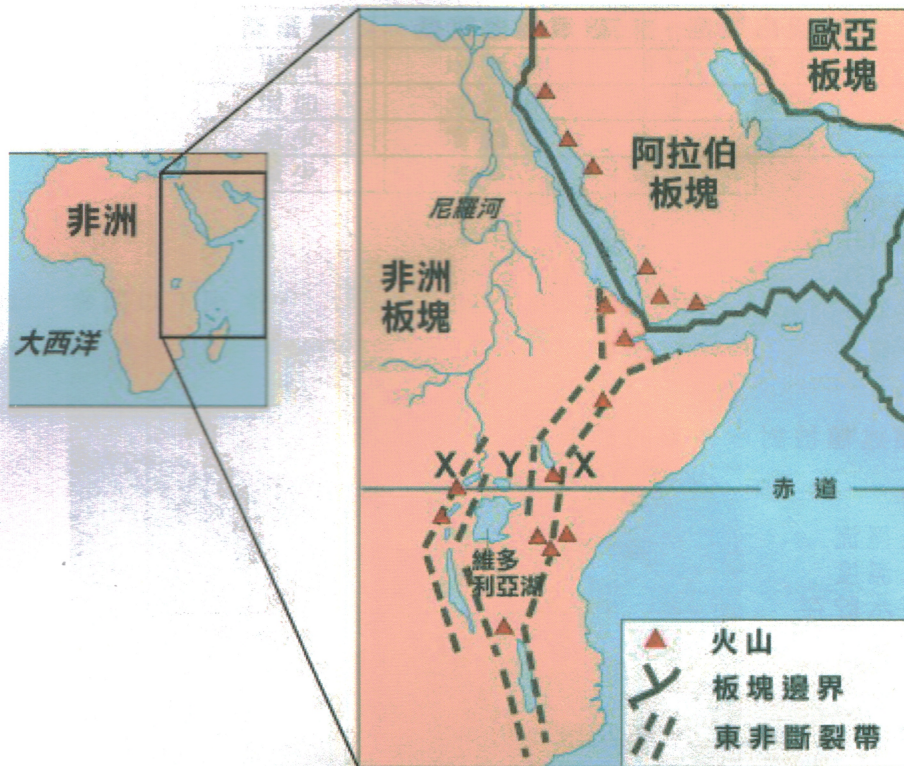 非洲
大西洋
歐亞
板塊
阿拉伯
板塊
尼羅河
非洲
板塊
X Y X
赤道
維多
利亞湖
火山
板塊邊界
東非斷裂帶